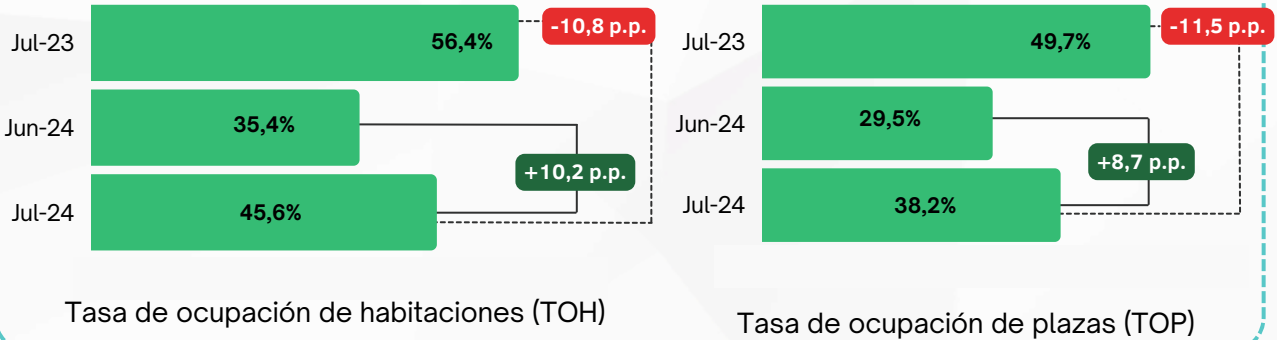 Jul-23
56,4%
-10,8 p.p.
Jun-24
35,4%
+10,2 p.p.
Jul-24
45,6%
Tasa de ocupación de habitaciones (TOH)
Jul-23
49,7%
-11,5 p.p.
Jun-24
29,5%
+8,7 p.p.
Jul-24
38,2%
Tasa de ocupación de plazas (TOP)